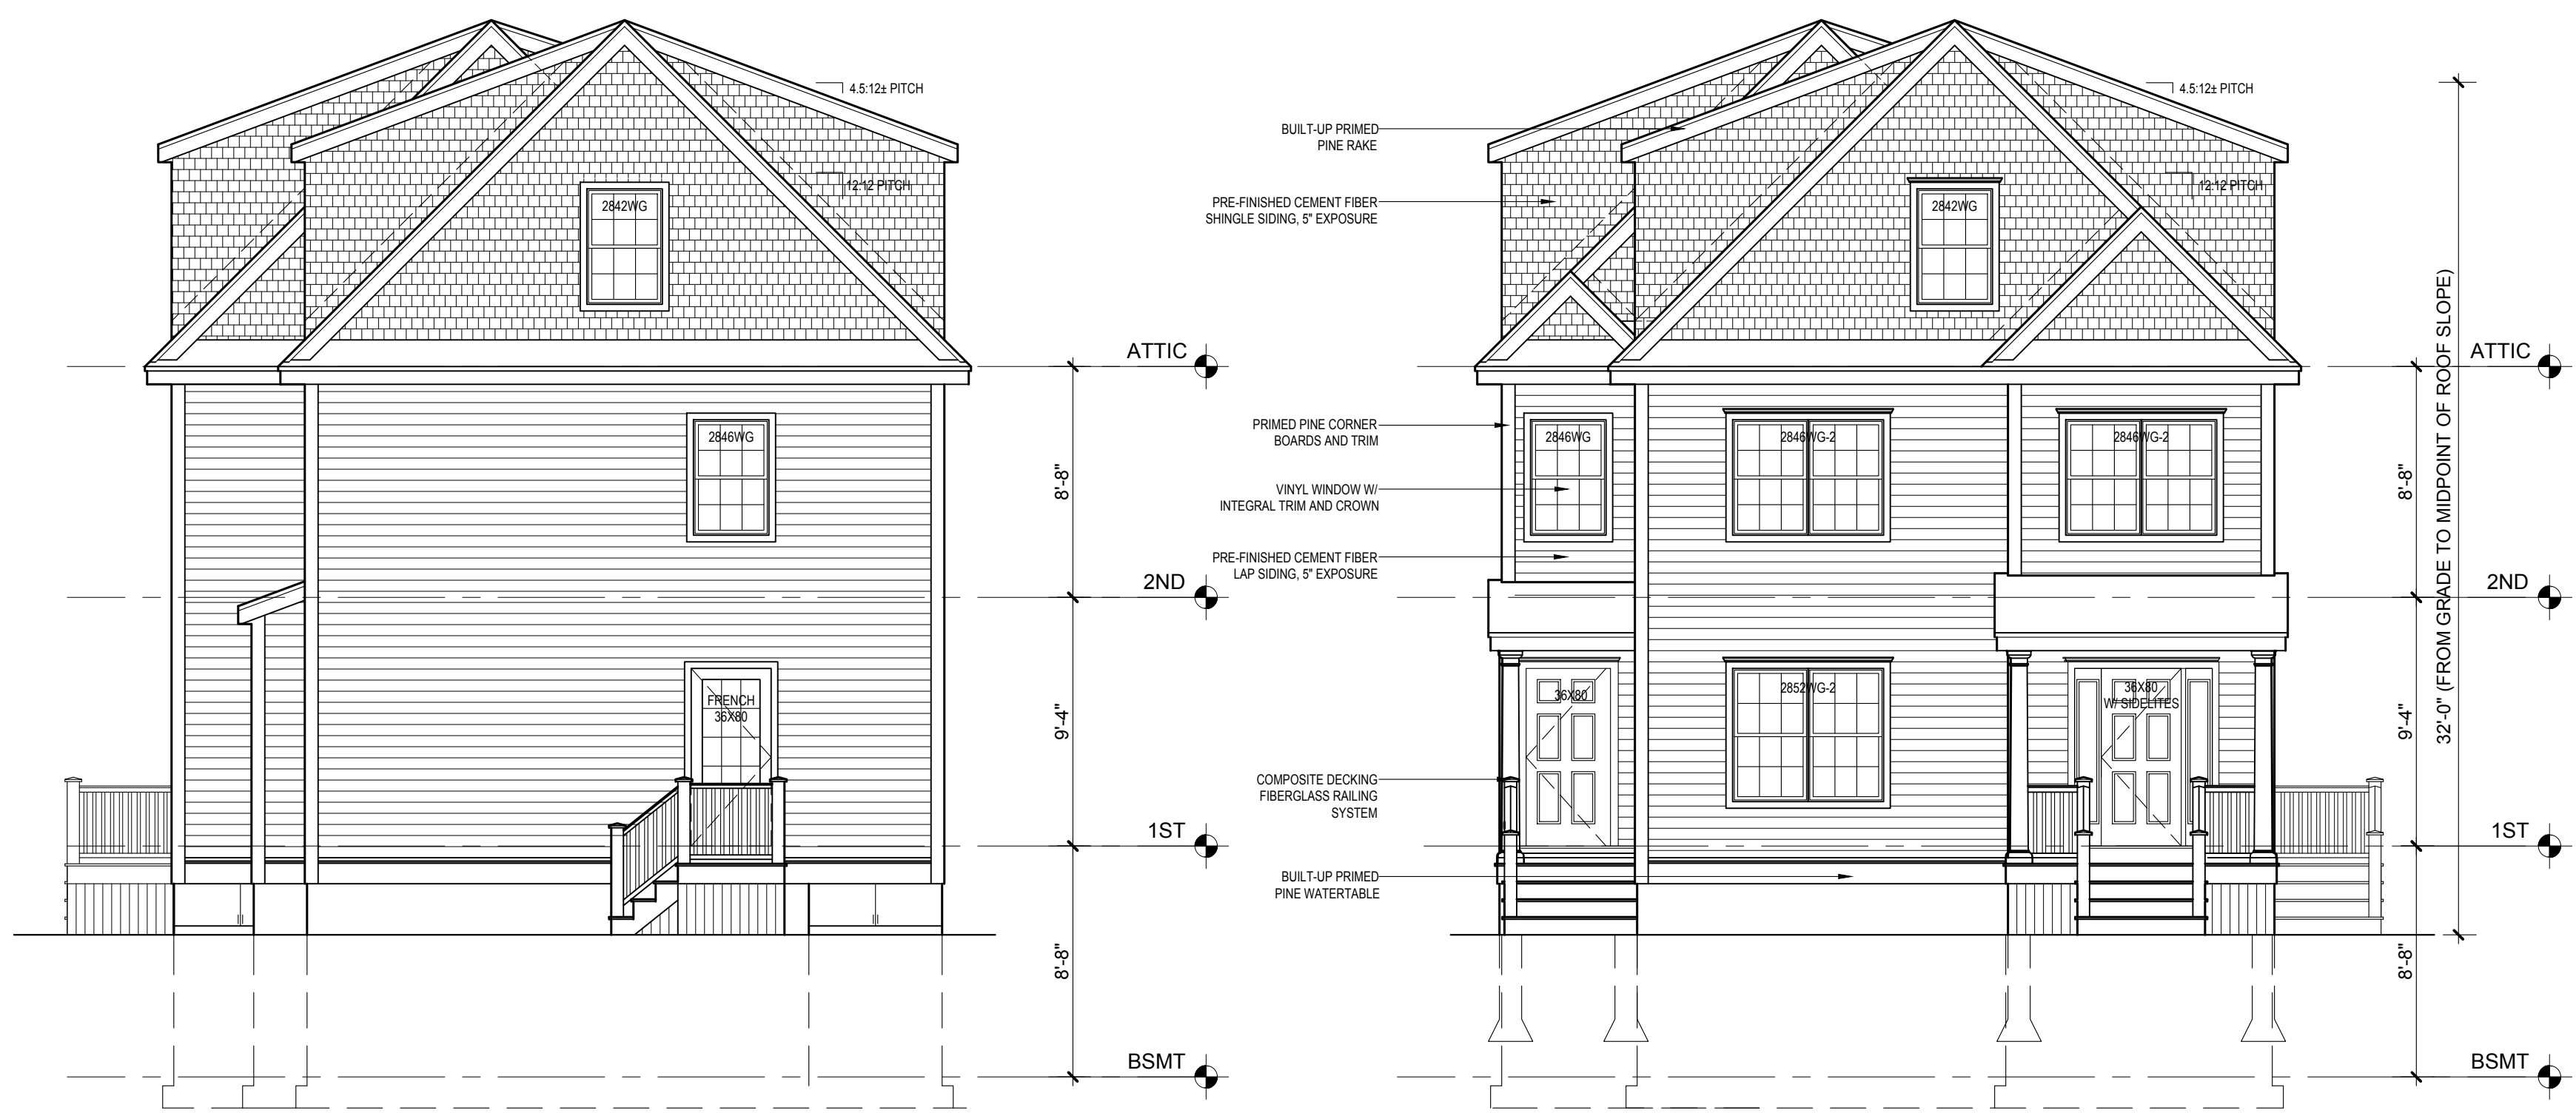 4.5:12± PITCH
12:12 PITCH
2842WG
ATTIC
2846WG
8'-8"
2ND
FRENCH
36X80
9'-4"
1ST
8'-8"
BSMT
BUILT-UP PRIMED
PINE RAKE
PRE-FINISHED CEMENT FIBER
SHINGLE SIDING, 5" EXPOSURE
PRIMED PINE CORNER
BOARDS AND TRIM
VINYL WINDOW W/
INTEGRAL TRIM AND CROWN
PRE-FINISHED CEMENT FIBER
LAP SIDING, 5" EXPOSURE
COMPOSITE DECKING
FIBERGLASS RAILING
SYSTEM
BUILT-UP PRIMED
PINE WATERTABLE
4.5:12± PITCH
12:12 PITCH
2842WG
2846WG
2846WG-2
2846WG-2
36X80
2852WG-2
36X80
W/ SIDELITES
8'-8"
9'-4"
8'-8"
32'-0" (FROM GRADE TO MIDPOINT OF ROOF SLOPE)
ATTIC
2ND
1ST
BSMT